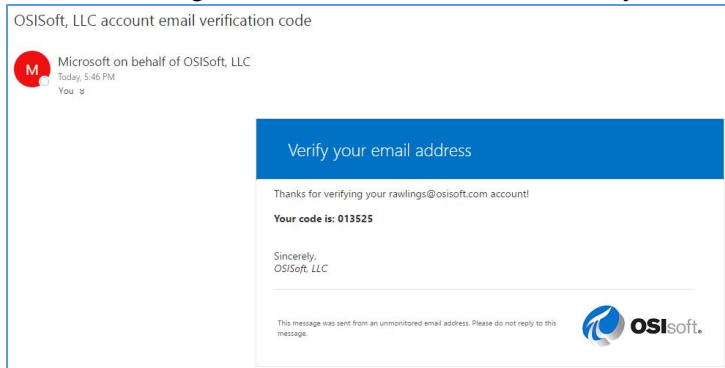 OSISoft, LLC account email verification code
M
Microsoft on behalf of OSISoft, LLC
Today, 5:46 PM
You
Verify your email address
Thanks for verifying your rawlings@osisoft.com account!
Your code is: 013525
Sincerely,
OSISoft, LLC
This message was sent from an unmonitored email address. Please do not reply to this
message.
OSIsoft.